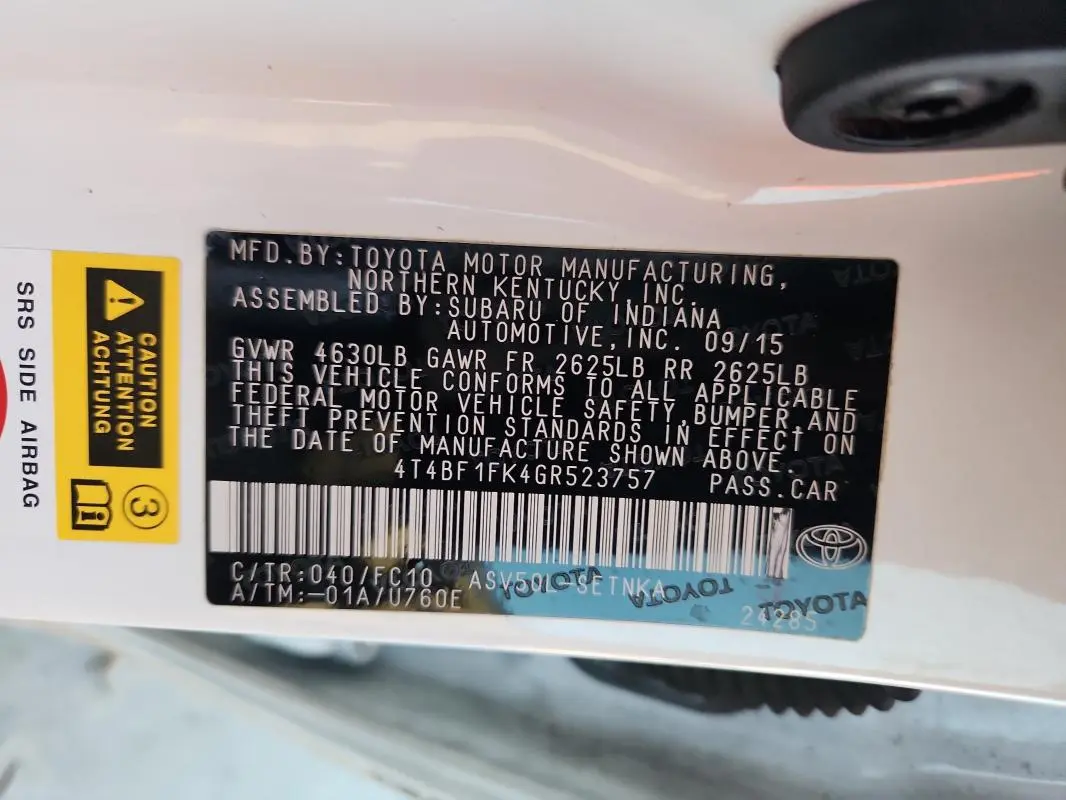 MFD.BY:TOYOTA MOTOR MANUFACTURING,
NORTHERN KENTUCKY,INC.
ASSEMBLED BY:SUBARU OF INDIANA
AUTOMOTIVE,INC. 09/15
GVWR 4630LB GAWR FR 2625LB RR 2625LB
THIS VEHICLE CONFORMS TO ALL APPLICABLE
FEDERAL MOTOR VEHICLE SAFETY,BUMPER,AND
THEFT PREVENTION STANDARDS IN EFFECT ON
THE DATE OF MANUFACTURE SHOWN ABOVE.
4T4BF1FK4GR523757 PASS.CAR
C/TR:040/FC10 ASV50L-SETNKA
A/TM:-01A/U760E
24285
TOYOTA
TOYOTA
TOYOTA
TOYOTA
TOYOTA
CAUTION
ATTENTION
ACHTUNG
3
SRS SIDE AIRBAG